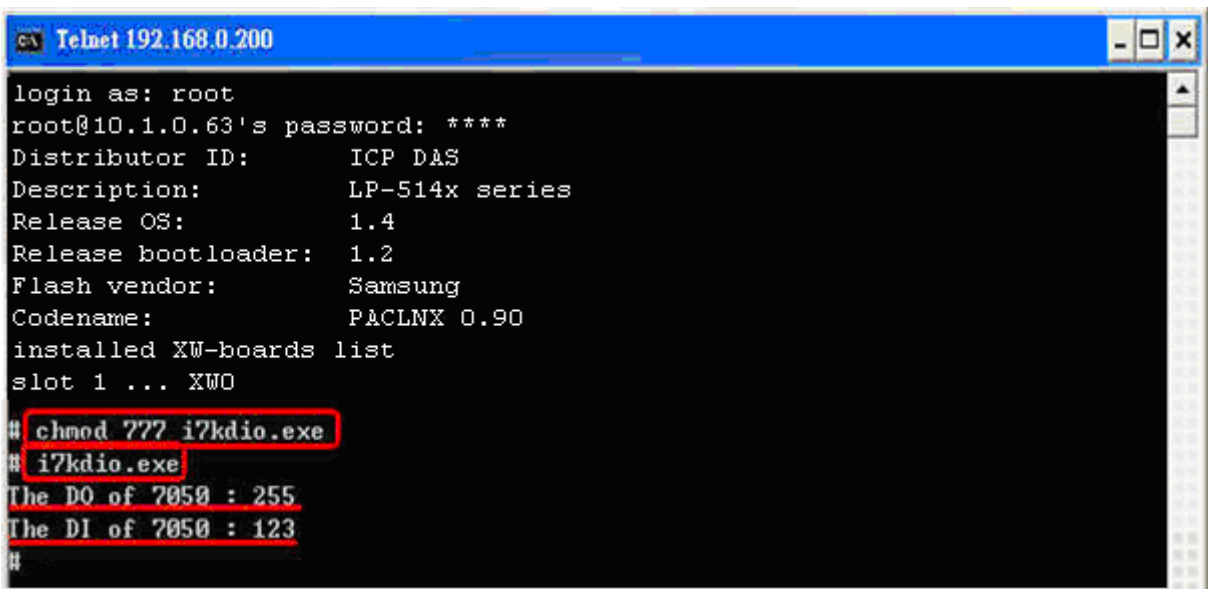 Telnet 192.168.0.200
login as: root
root@10.1.0.63's password: ****
Distributor ID: ICP DAS
Description: LP-514x series
Release OS: 1.4
Release bootloader: 1.2
Flash vendor: Samsung
Codename: PACLNX 0.90
installed XW-boards list
slot 1 ... XW0
# chmod 777 i7kdio.exe
# i7kdio.exe
The DO of 7050 : 255
The DI of 7050 : 123
#